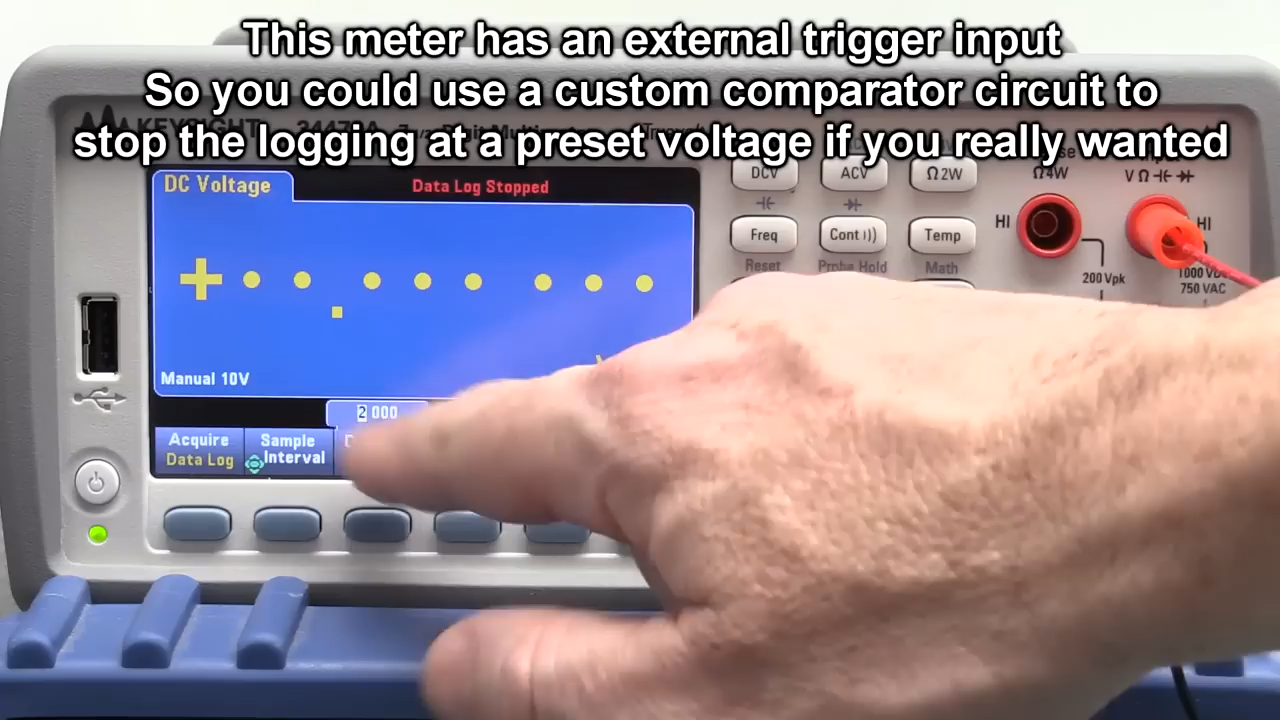 This meter has an external trigger input
So you could use a custom comparator circuit to
stop the logging at a preset voltage if you really wanted
KEYSIGHT
DC Voltage
Data Log Stopped
DCV
ACV
Ω2W
Ω4W
V Ω
HI
HI
Freq
Cont
Temp
Reset
Probe Hold
Math
200 Vpk
1000 VDC
750 VAC
Manual 10V
2 000
Acquire
Data Log
Sample
Interval